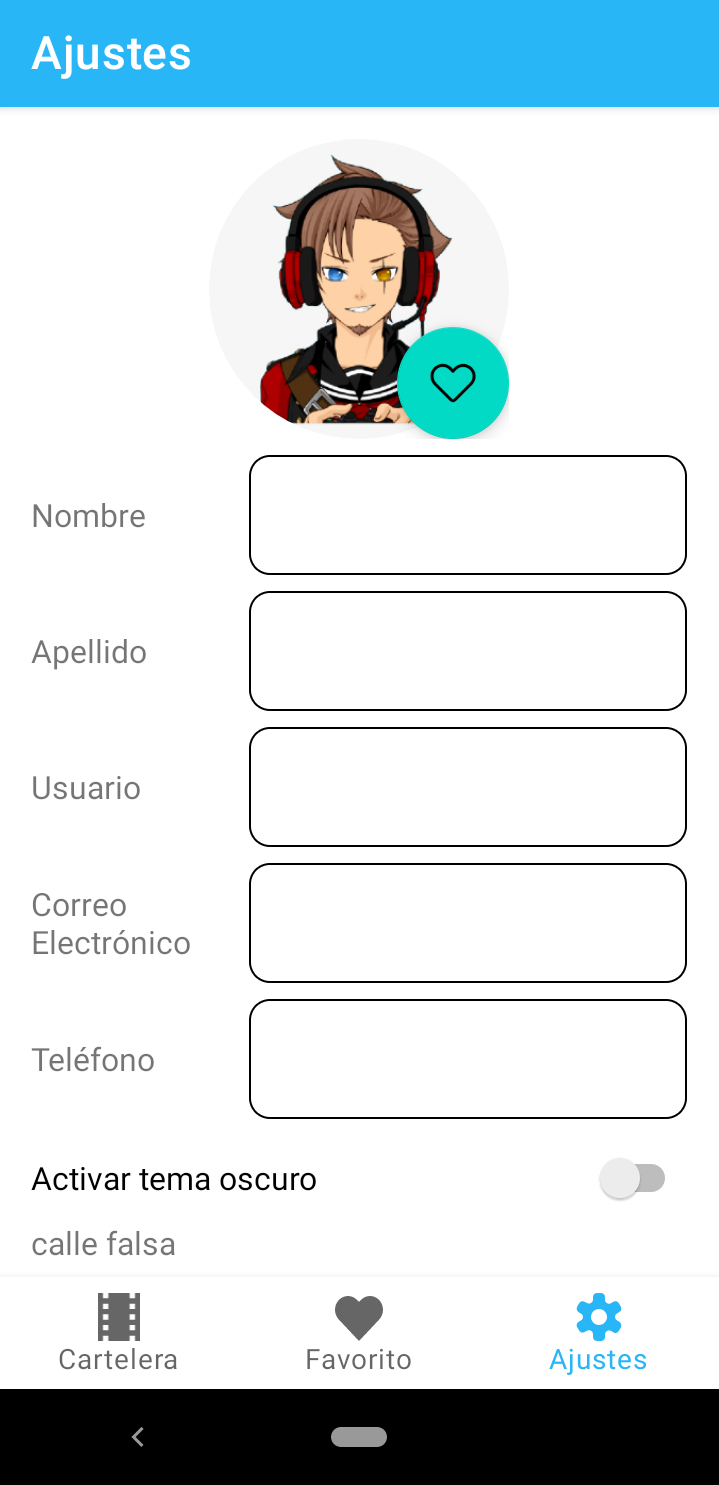 Ajustes
Nombre
Apellido
Usuario
Correo
Electrónico
Teléfono
Activar tema oscuro
calle falsa
Cartelera
Favorito
Ajustes